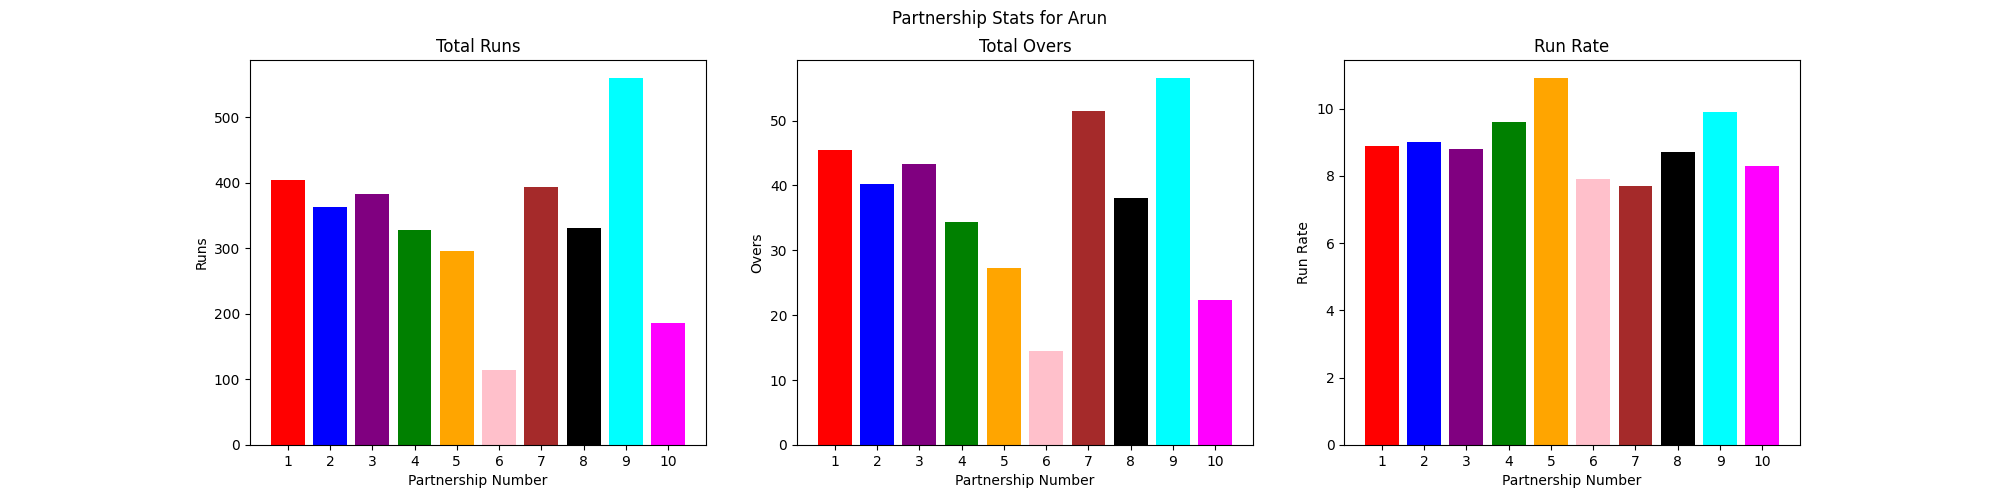 Partnership Stats for Arun
Total Runs
Runs
500
400
300
200
100
0
1 2 3 4 5 6 7 8 9 10
Partnership Number
Total Overs
Overs
50
40
30
20
10
0
1 2 3 4 5 6 7 8 9 10
Partnership Number
Run Rate
Run Rate
10
8
6
4
2
0
1 2 3 4 5 6 7 8 9 10
Partnership Number